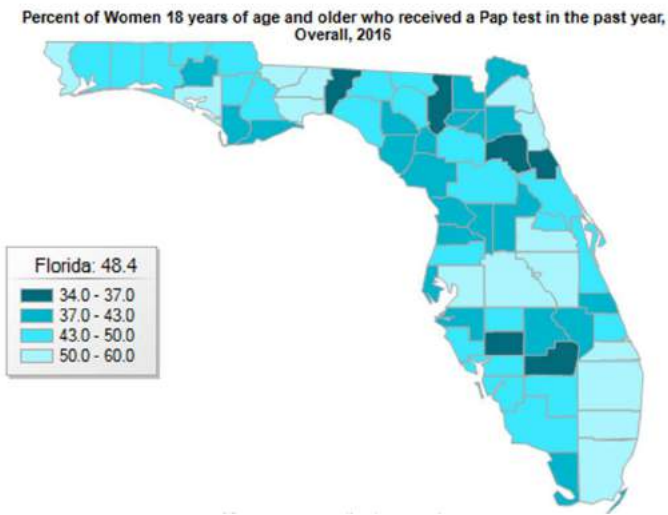 Percent of Women 18 years of age and older who received a Pap test in the past year,
Overall, 2016
Florida: 48.4
34.0 - 37.0
37.0 - 43.0
43.0 - 50.0
50.0 - 60.0